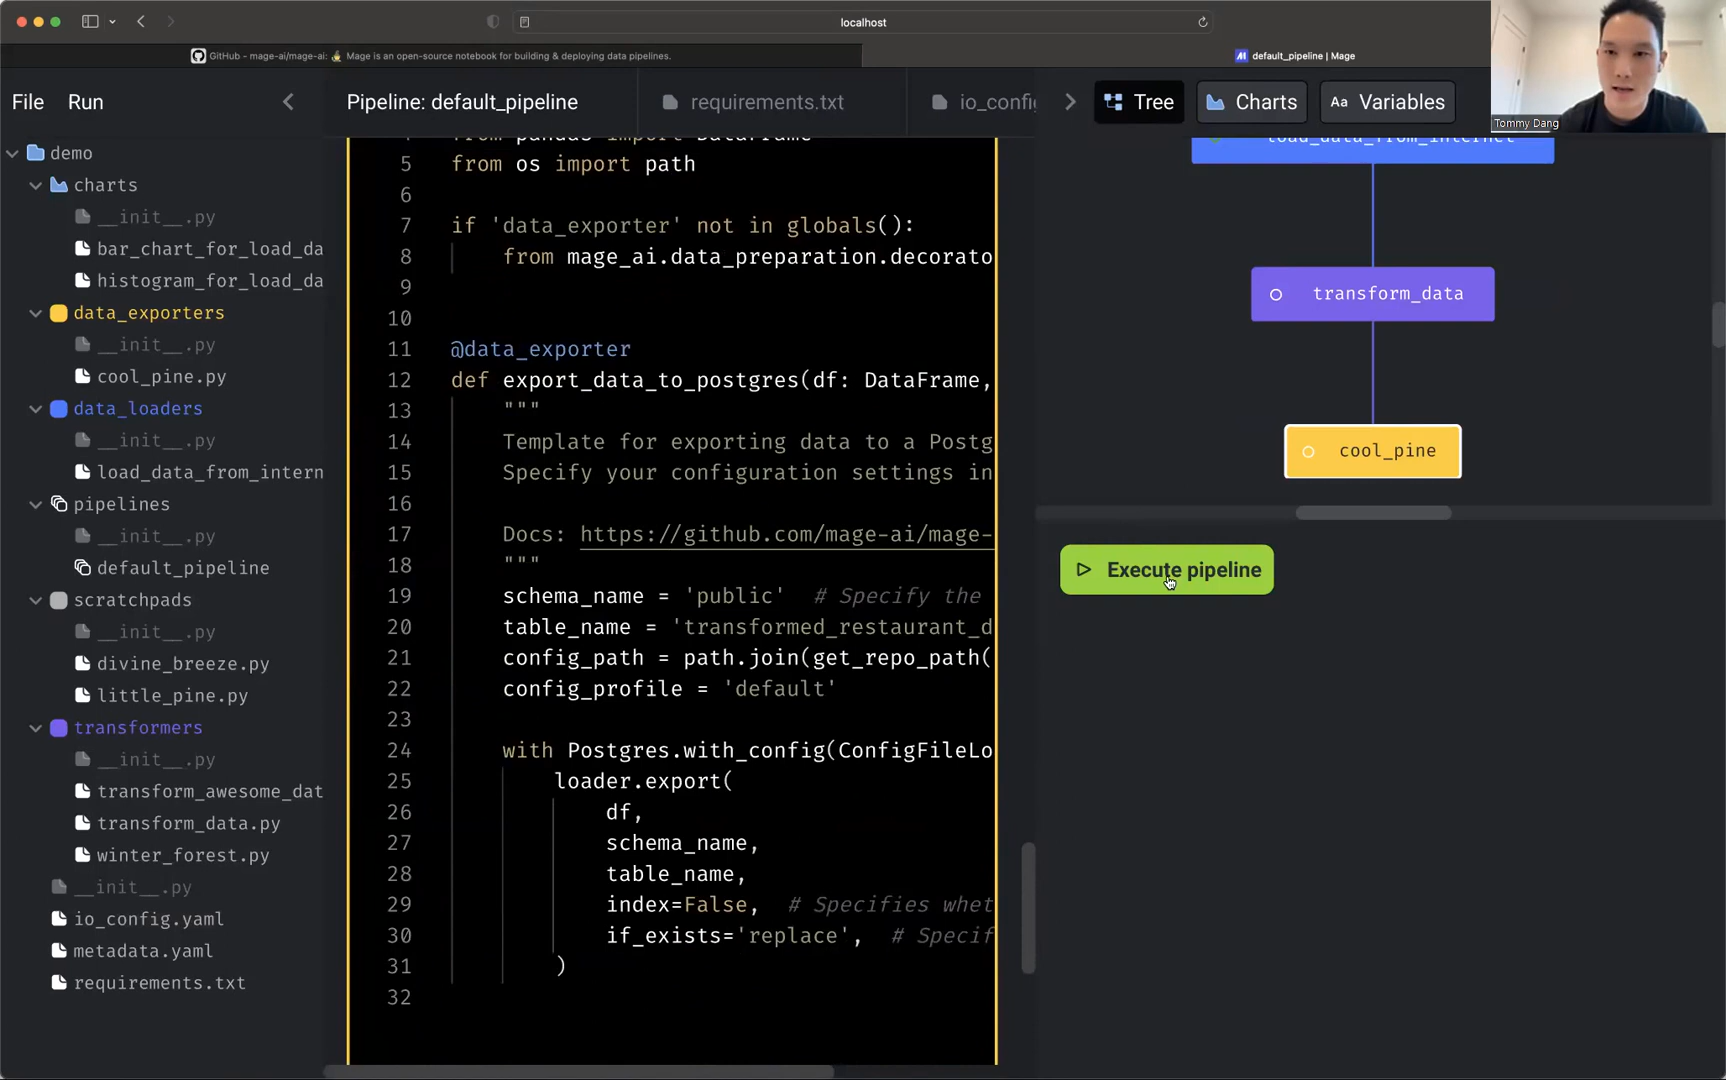 localhost
GitHub - mage-ai/mage-ai: 🧙 Mage is an open-source notebook for building & deploying data pipelines.
default_pipeline | Mage
Tommy Dang
File Run
Pipeline: default_pipeline
requirements.txt
io_config
Tree
Charts
Aa Variables
demo
charts
__init__.py
bar_chart_for_load_da
histogram_for_load_da
data_exporters
__init__.py
cool_pine.py
data_loaders
__init__.py
load_data_from_intern
pipelines
__init__.py
default_pipeline
scratchpads
__init__.py
divine_breeze.py
little_pine.py
transformers
__init__.py
transform_awesome_dat
transform_data.py
winter_forest.py
__init__.py
io_config.yaml
metadata.yaml
requirements.txt
4 from pandas import DataFrame
5 from os import path
6
7 if 'data_exporter' not in globals():
8 from mage_ai.data_preparation.decorato
9
10
11 @data_exporter
12 def export_data_to_postgres(df: DataFrame,
13 """
14 Template for exporting data to a Postg
15 Specify your configuration settings in
16
17 Docs: https://github.com/mage-ai/mage-
18 """
19 schema_name = 'public' # Specify the
20 table_name = 'transformed_restaurant_d
21 config_path = path.join(get_repo_path(
22 config_profile = 'default'
23
24 with Postgres.with_config(ConfigFileLo
25 loader.export(
26 df,
27 schema_name,
28 table_name,
29 index=False, # Specifies whet
30 if_exists='replace', # Specif
31 )
32
load_data_from_internet
transform_data
cool_pine
Execute pipeline